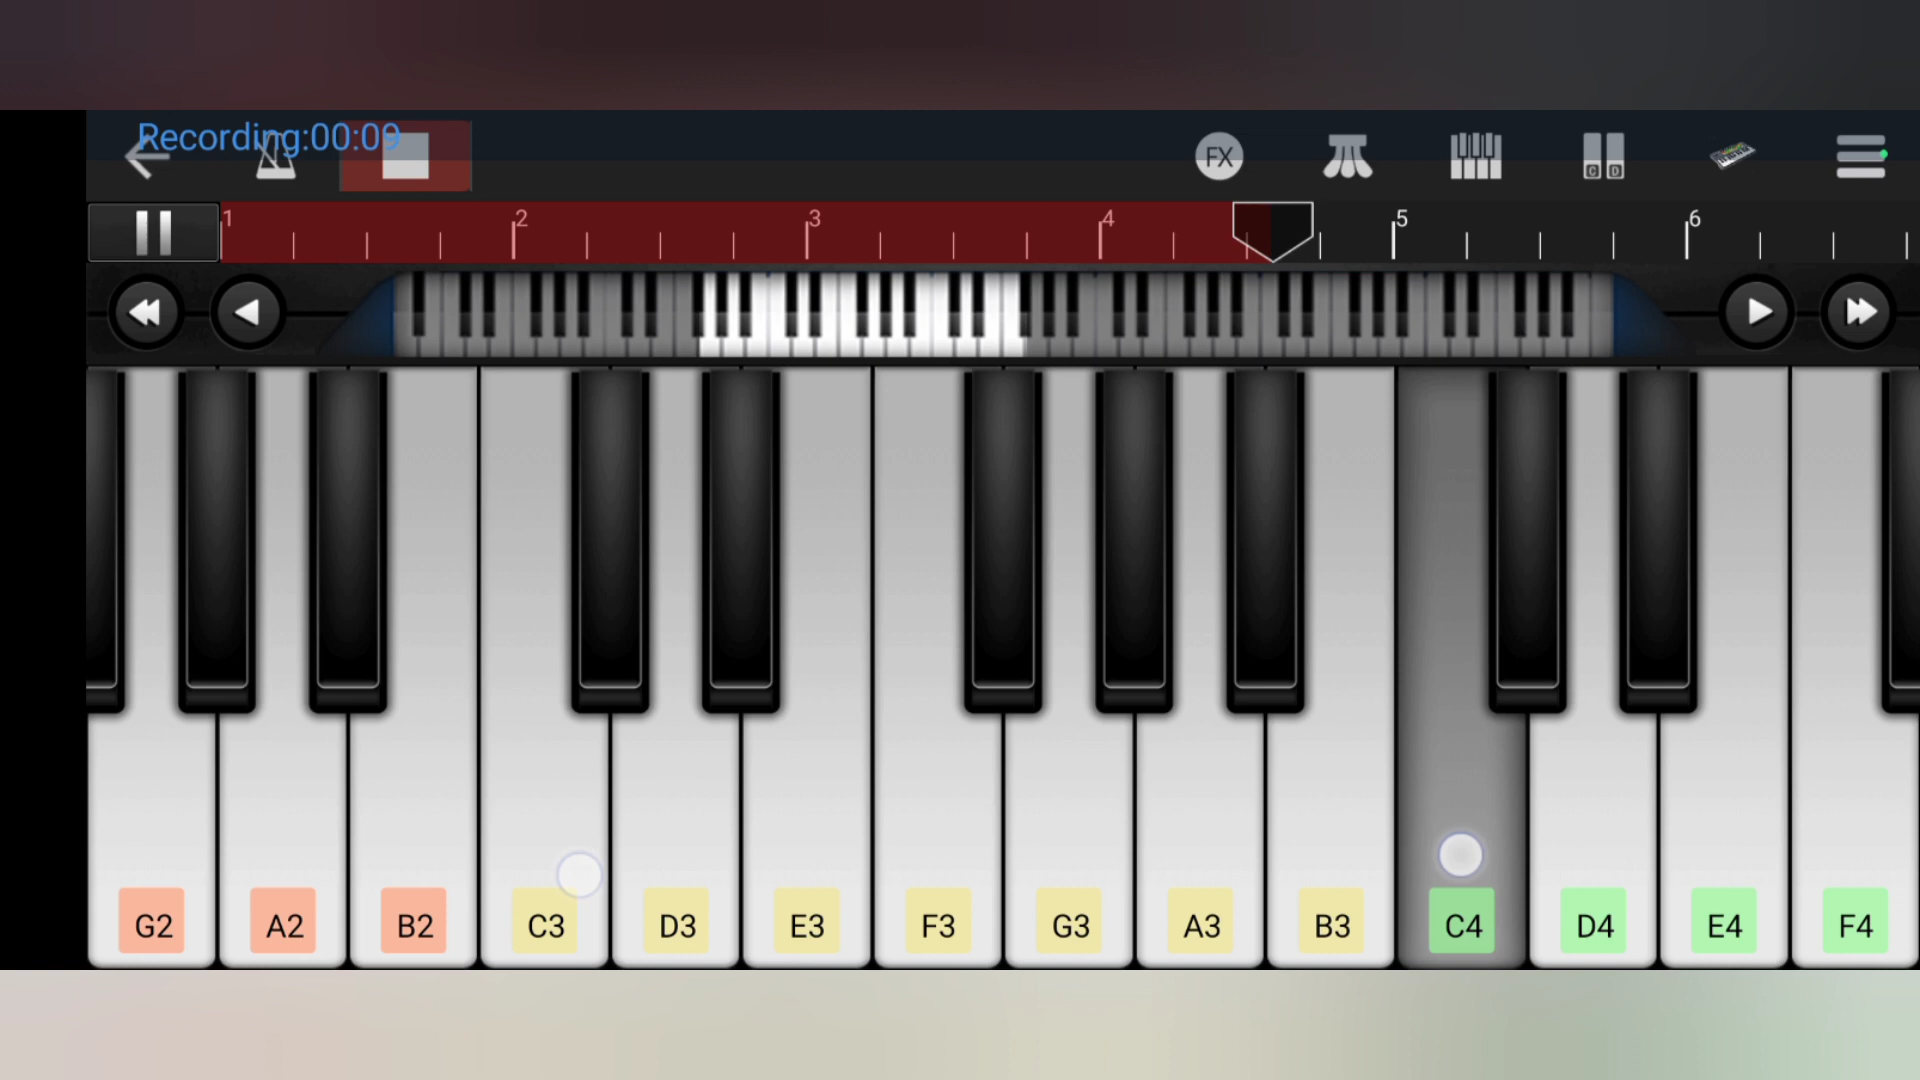 Recording:00:09
FX
C D
1 2 3 4 5 6
G2 A2 B2 C3 D3 E3 F3 G3 A3 B3 C4 D4 E4 F4